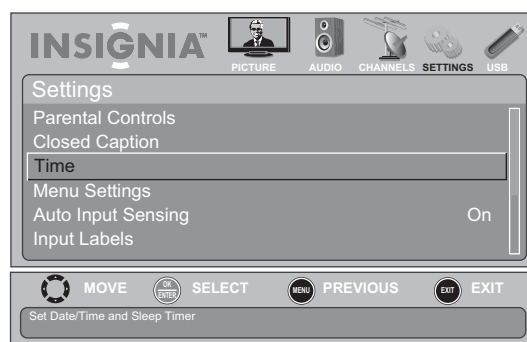 INSIGNIA™
PICTURE AUDIO CHANNELS SETTINGS USB
Settings
Parental Controls
Closed Caption
Time
Menu Settings
Auto Input Sensing On
Input Labels
MOVE OK ENTER SELECT MENU PREVIOUS EXIT EXIT
Set Date/Time and Sleep Timer